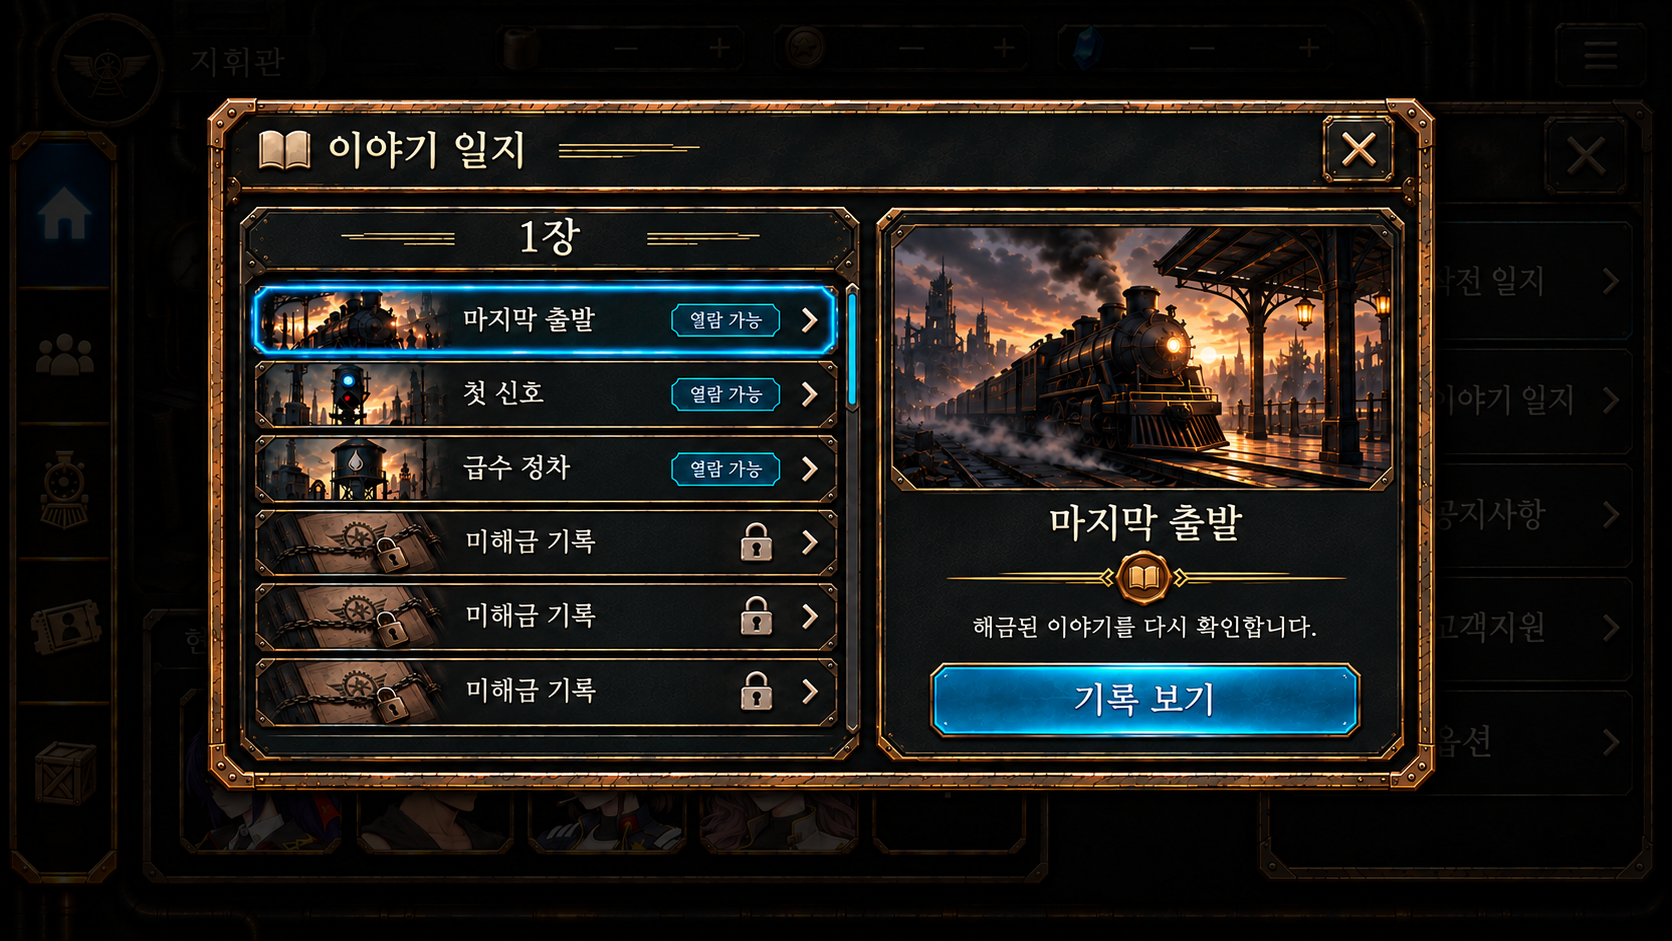 지휘관
이야기 일지
1장
마지막 출발
열람 가능
첫 신호
열람 가능
급수 정차
열람 가능
미해금 기록
미해금 기록
미해금 기록
마지막 출발
해금된 이야기를 다시 확인합니다.
기록 보기
일지
이야기 일지
공지사항
고객지원
옵션